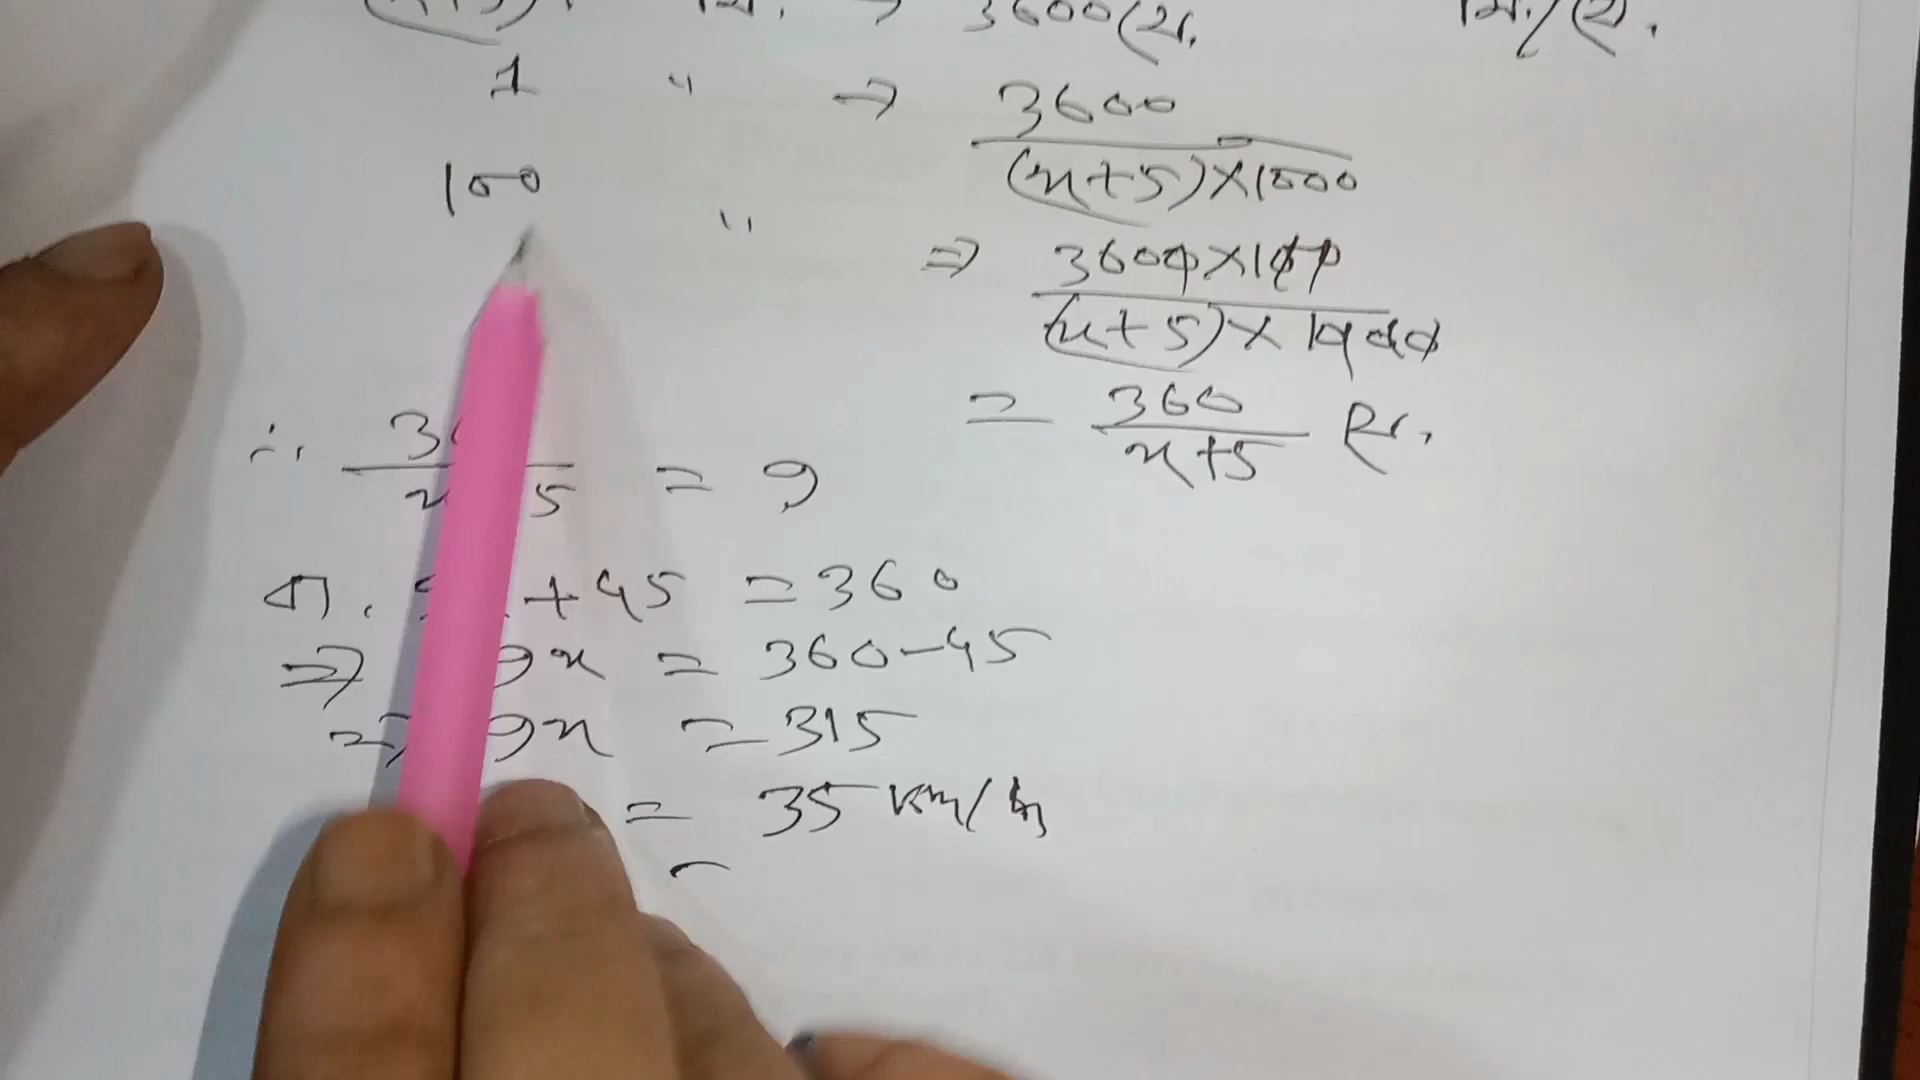 → 3600
1 " → 3600 / (x+5)×1000
100 " ⇒ 3600×100 / (x+5)×1000
= 360 / x+5
∴ 3 / x 5 = 9
+45 = 360
⇒ 9x = 360-45
⇒ 9x = 315
= 35 km/h
=